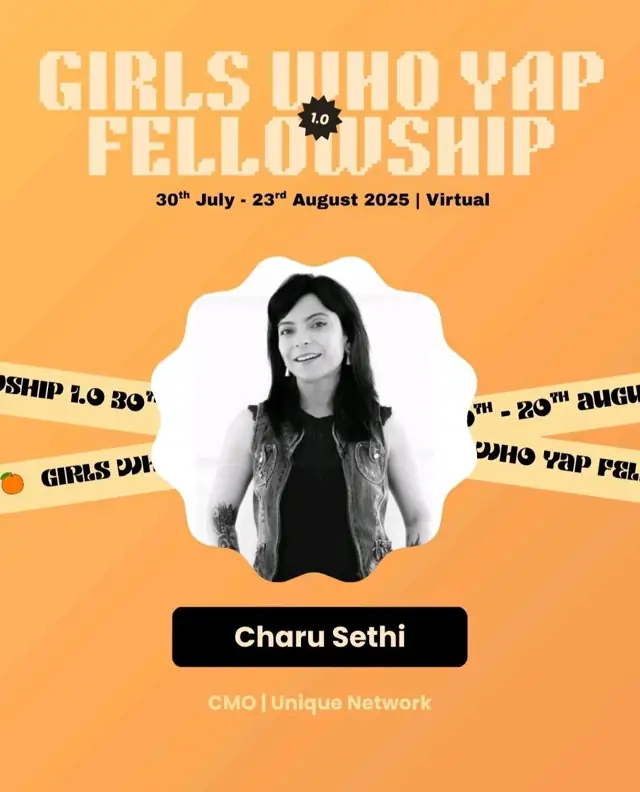 GIRLS WHO YAP
1.0
FELLOWSHIP
30th July - 23rd August 2025 | Virtual
SHIP 1.0 30
TH - 20TH AUGU
GIRLS WH
WHO YAP FEL
Charu Sethi
CMO | Unique Network